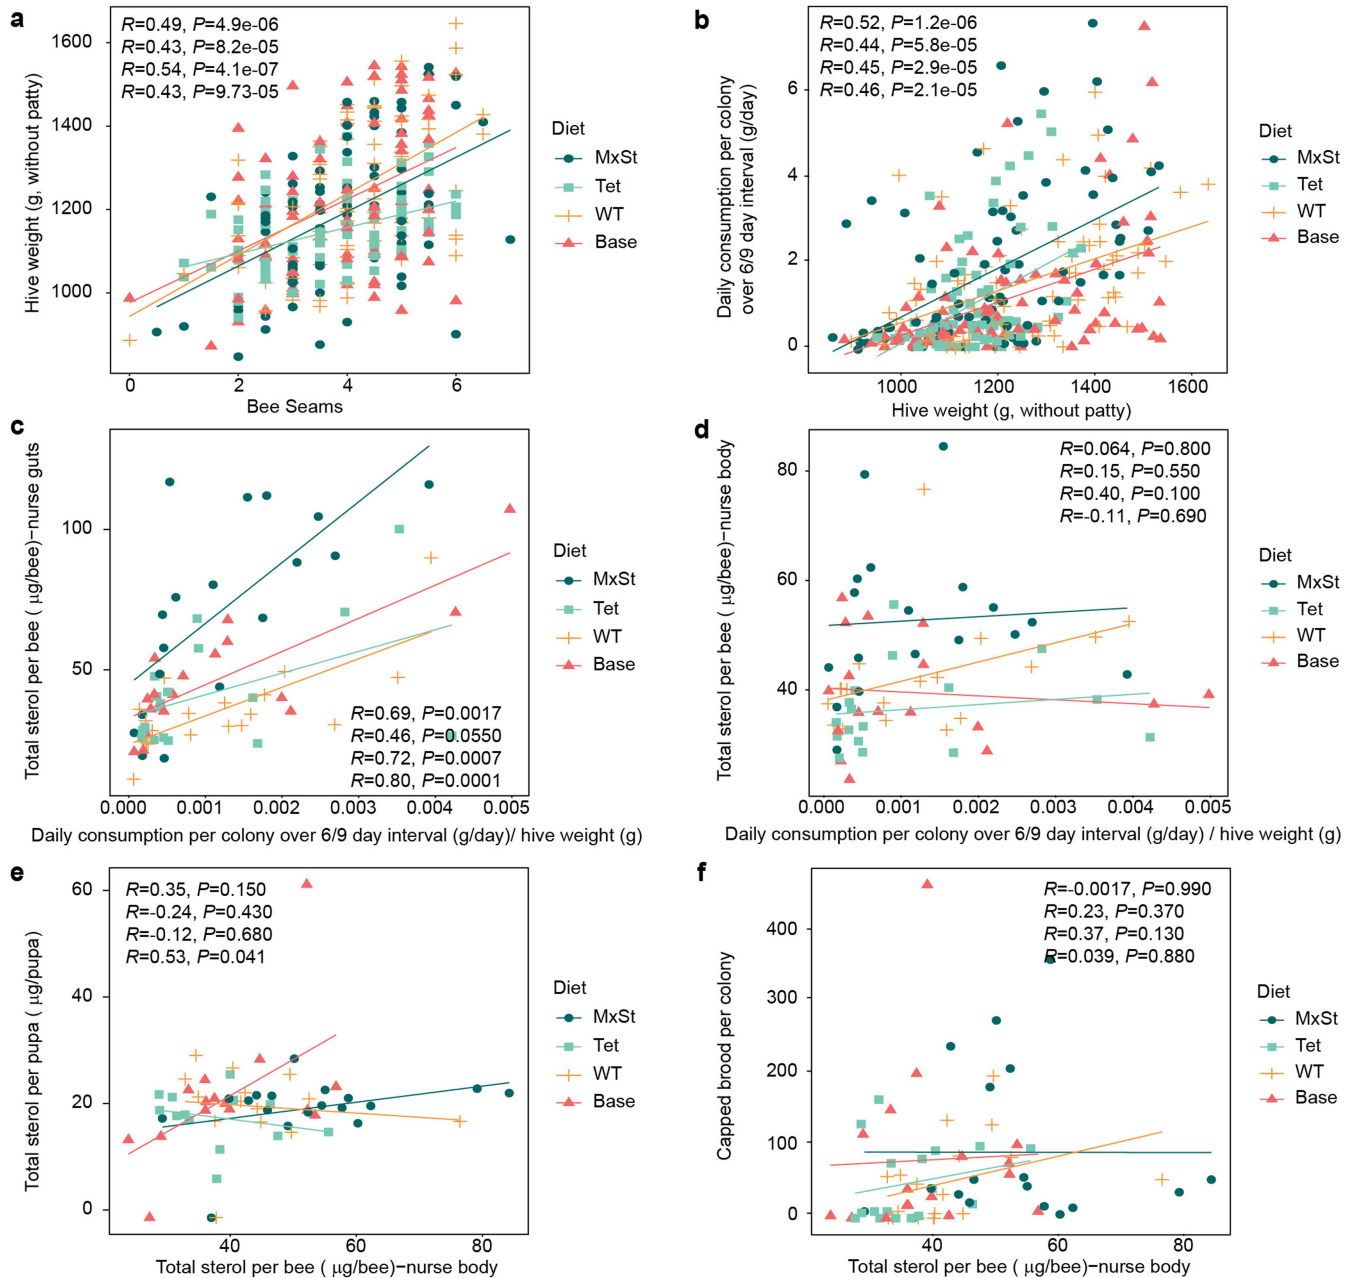 a
R=0.49, P=4.9e-06
R=0.43, P=8.2e-05
R=0.54, P=4.1e-07
R=0.43, P=9.73-05
Hive weight (g, without patty)
1600
1400
1200
1000
0 2 4 6
Bee Seams
Diet
MxSt
Tet
WT
Base
b
R=0.52, P=1.2e-06
R=0.44, P=5.8e-05
R=0.45, P=2.9e-05
R=0.46, P=2.1e-05
Daily consumption per colony
over 6/9 day interval (g/day)
6
4
2
0
1000 1200 1400 1600
Hive weight (g, without patty)
Diet
MxSt
Tet
WT
Base
c
Total sterol per bee ( μg/bee)−nurse guts
100
50
R=0.69, P=0.0017
R=0.46, P=0.0550
R=0.72, P=0.0007
R=0.80, P=0.0001
0.000 0.001 0.002 0.003 0.004 0.005
Daily consumption per colony over 6/9 day interval (g/day)/ hive weight (g)
Diet
MxSt
Tet
WT
Base
d
R=0.064, P=0.800
R=0.15, P=0.550
R=0.40, P=0.100
R=-0.11, P=0.690
Total sterol per bee ( μg/bee)−nurse body
80
60
40
0.000 0.001 0.002 0.003 0.004 0.005
Daily consumption per colony over 6/9 day interval (g/day) / hive weight (g)
Diet
MxSt
Tet
WT
Base
e
R=0.35, P=0.150
R=-0.24, P=0.430
R=-0.12, P=0.680
R=0.53, P=0.041
Total sterol per pupa ( μg/pupa)
60
40
20
0
40 60 80
Total sterol per bee ( μg/bee)−nurse body
Diet
MxSt
Tet
WT
Base
f
R=-0.0017, P=0.990
R=0.23, P=0.370
R=0.37, P=0.130
R=0.039, P=0.880
Capped brood per colony
400
300
200
100
0
40 60 80
Total sterol per bee ( μg/bee)−nurse body
Diet
MxSt
Tet
WT
Base